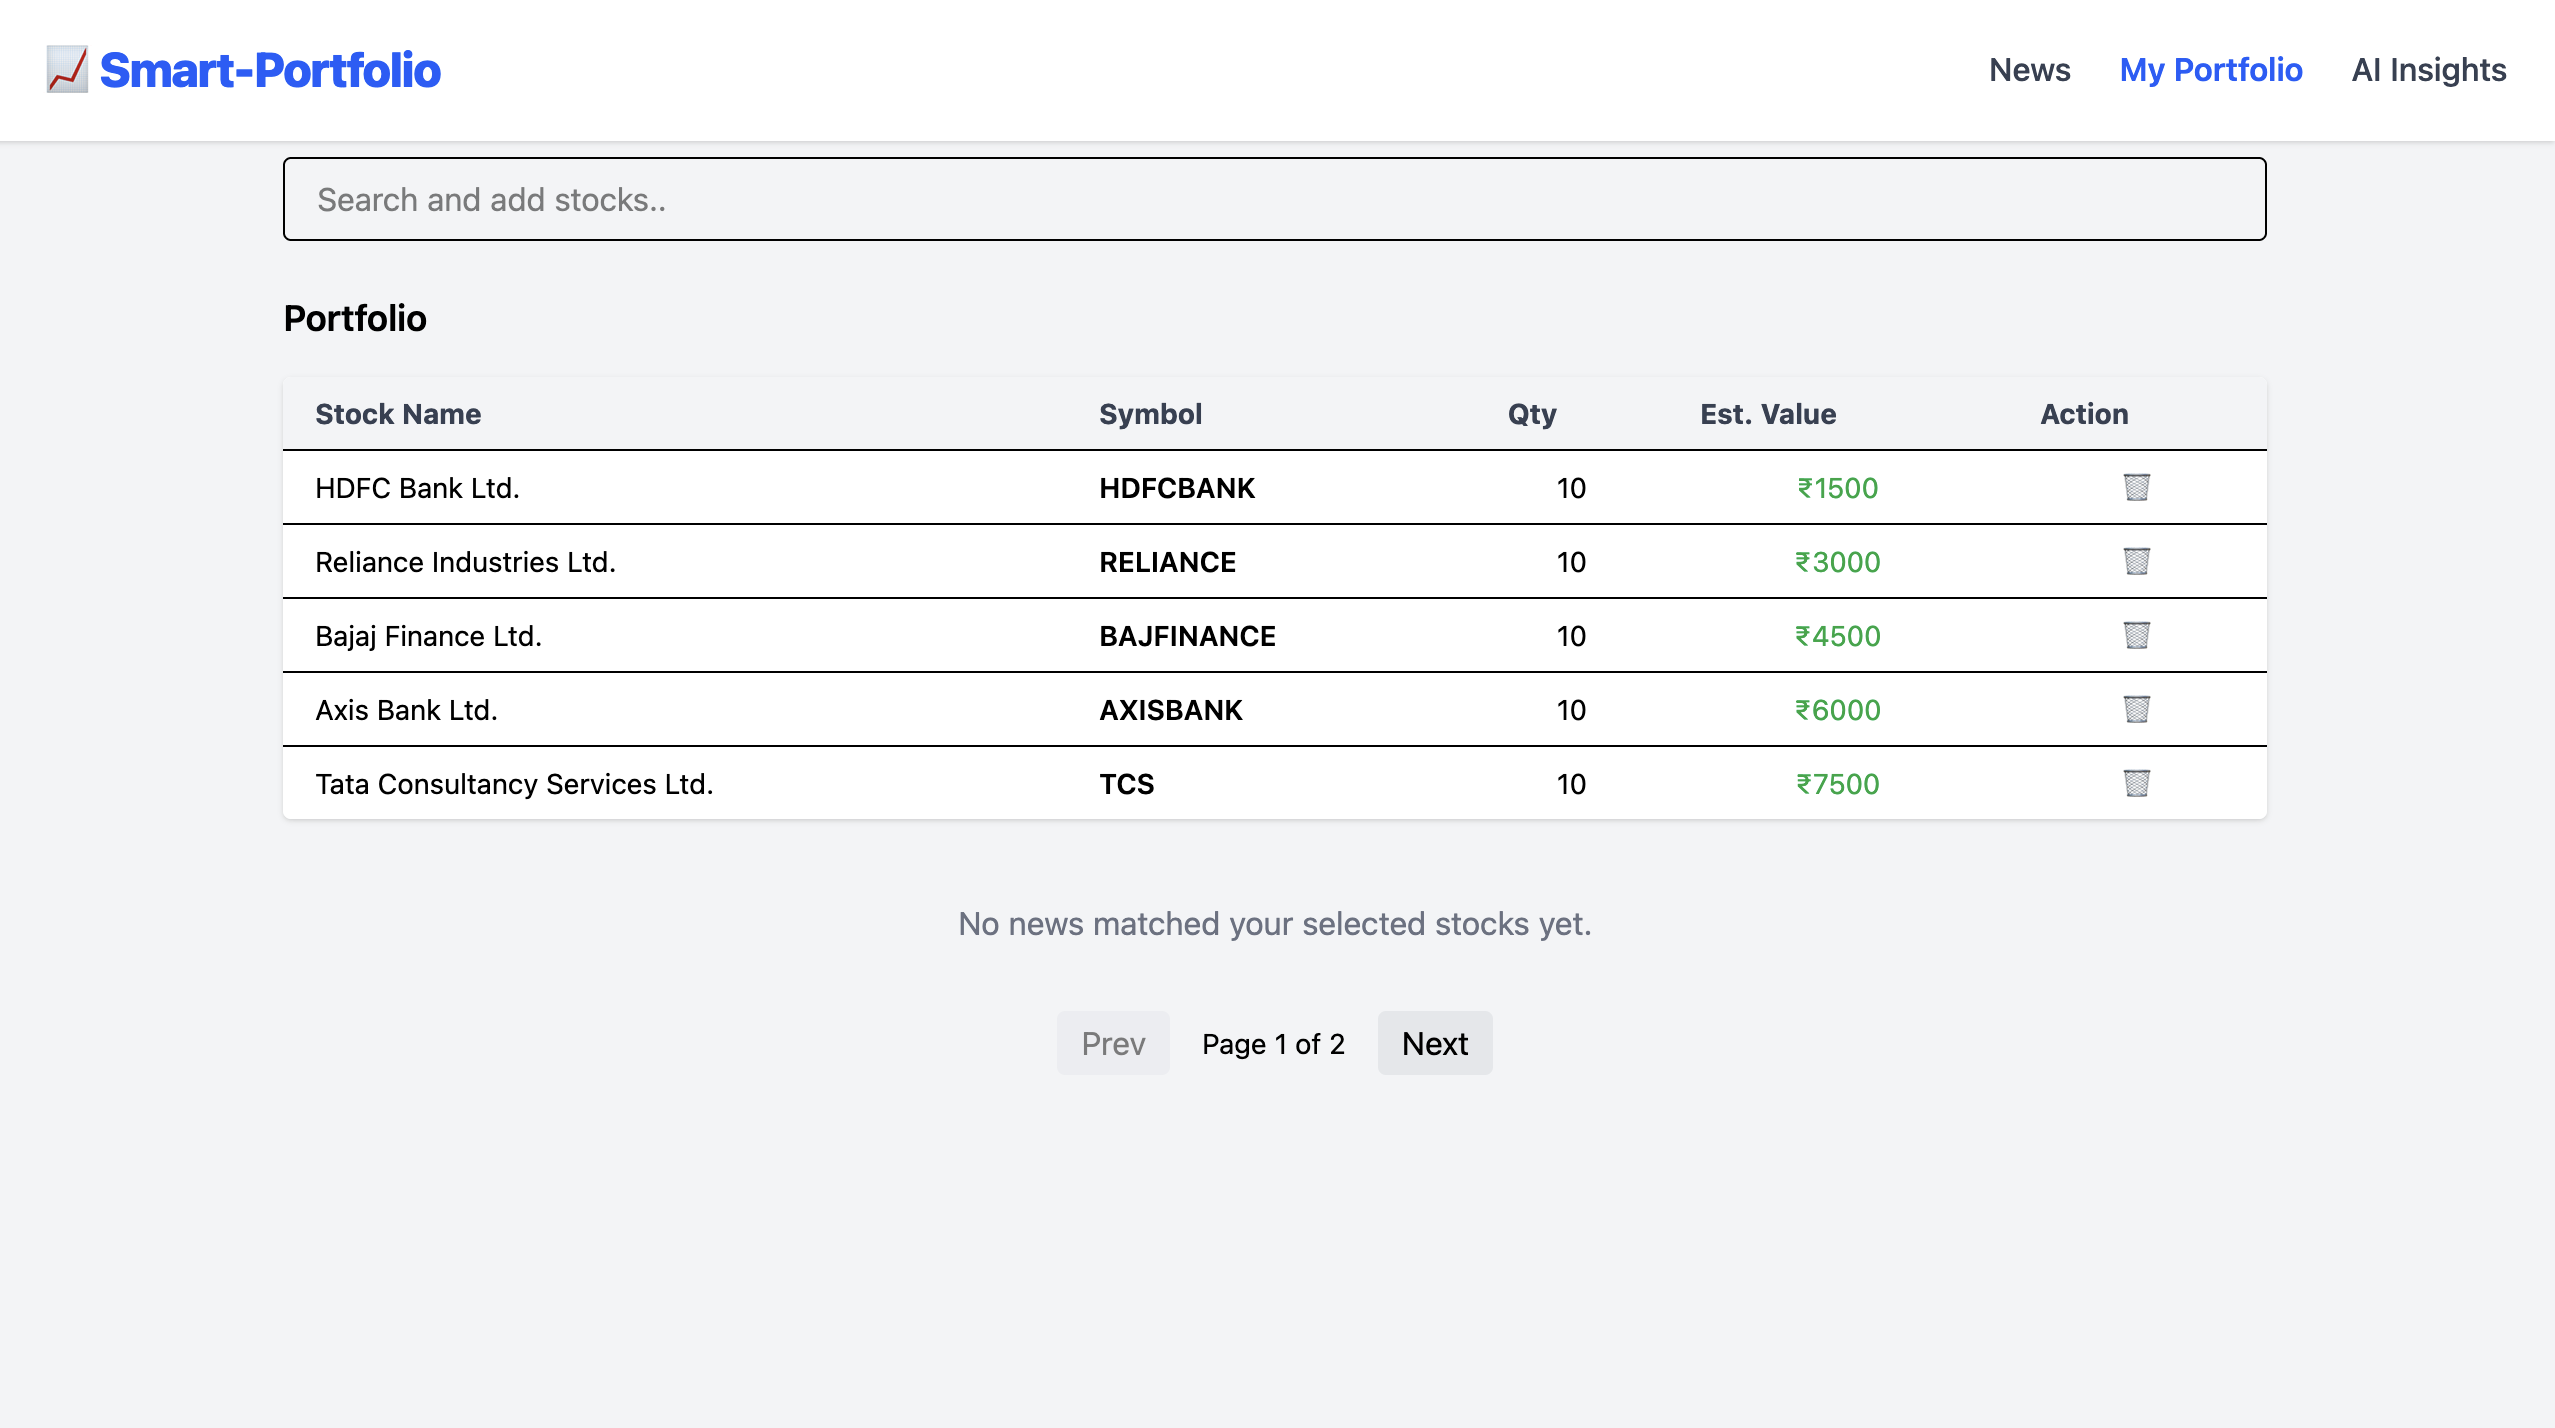 Smart-Portfolio
News My Portfolio AI Insights
Search and add stocks..
Portfolio
Stock Name Symbol Qty Est. Value Action
HDFC Bank Ltd. HDFCBANK 10 ₹1500
Reliance Industries Ltd. RELIANCE 10 ₹3000
Bajaj Finance Ltd. BAJFINANCE 10 ₹4500
Axis Bank Ltd. AXISBANK 10 ₹6000
Tata Consultancy Services Ltd. TCS 10 ₹7500
No news matched your selected stocks yet.
Prev Page 1 of 2 Next